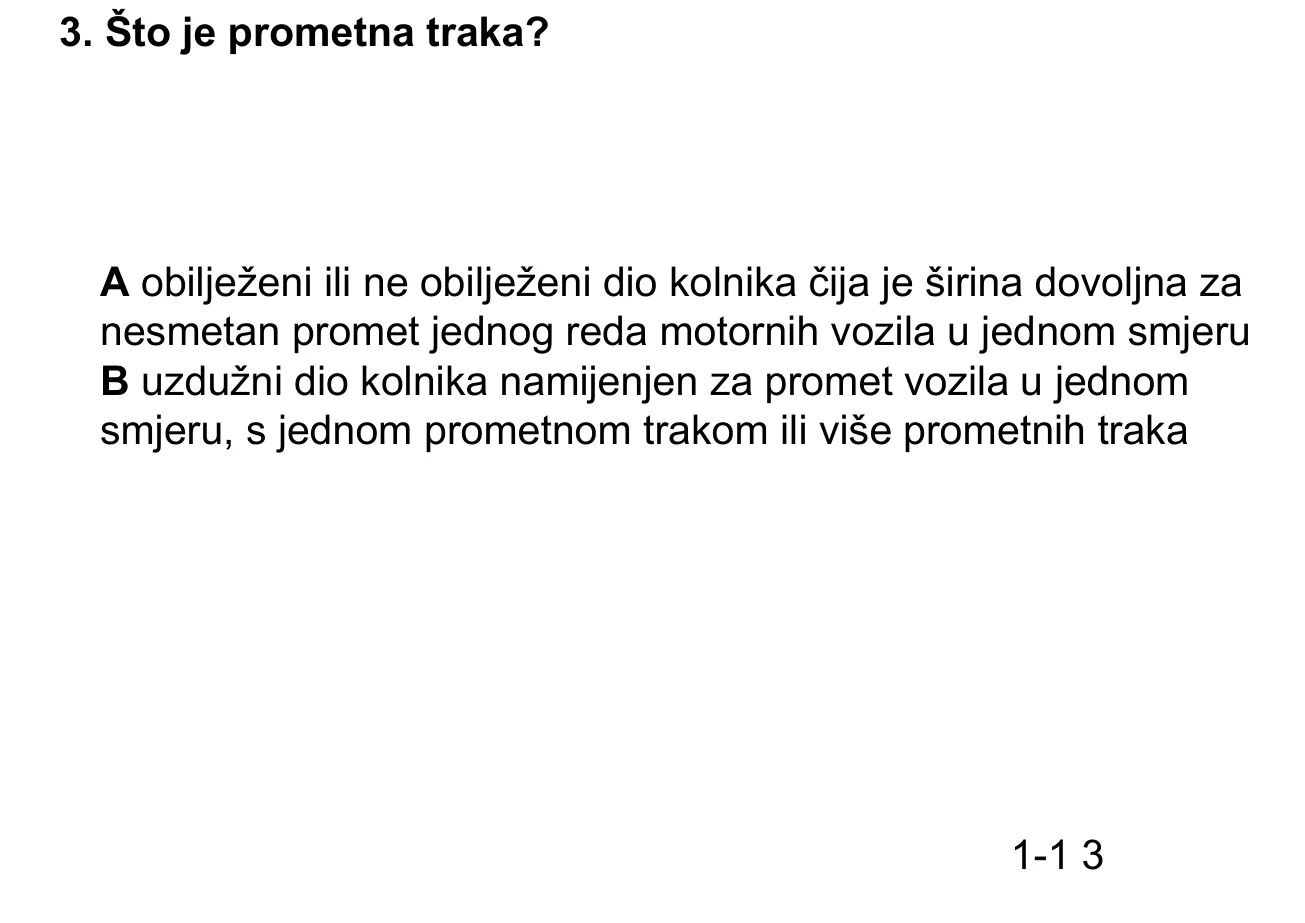 3. Što je prometna traka?
A obilježeni ili ne obilježeni dio kolnika čija je širina dovoljna za
nesmetan promet jednog reda motornih vozila u jednom smjeru
B uzdužni dio kolnika namijenjen za promet vozila u jednom
smjeru, s jednom prometnom trakom ili više prometnih traka
1-1 3